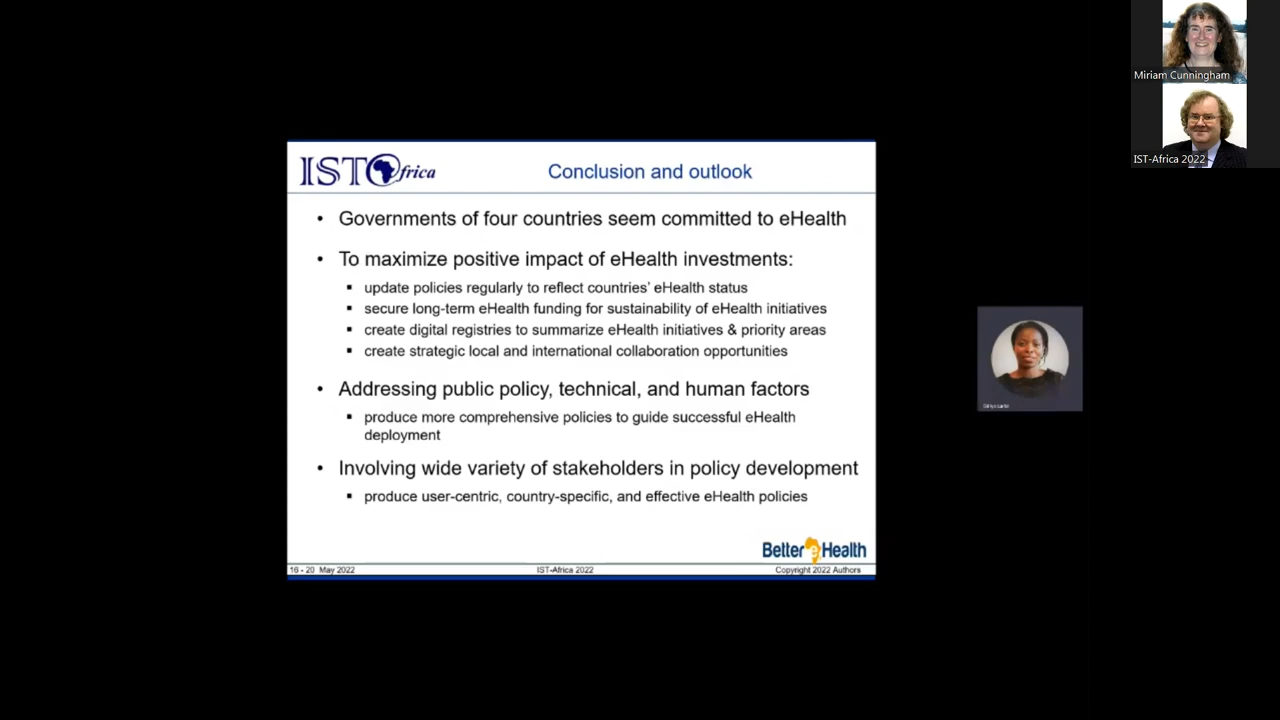 Miriam Cunningham
IST-Africa 2022
IST Africa
Conclusion and outlook
• Governments of four countries seem committed to eHealth
• To maximize positive impact of eHealth investments:
▪ update policies regularly to reflect countries' eHealth status
▪ secure long-term eHealth funding for sustainability of eHealth initiatives
▪ create digital registries to summarize eHealth initiatives & priority areas
▪ create strategic local and international collaboration opportunities
• Addressing public policy, technical, and human factors
▪ produce more comprehensive policies to guide successful eHealth
deployment
• Involving wide variety of stakeholders in policy development
▪ produce user-centric, country-specific, and effective eHealth policies
Better eHealth
16 - 20 May 2022
IST-Africa 2022
Copyright 2022 Authors